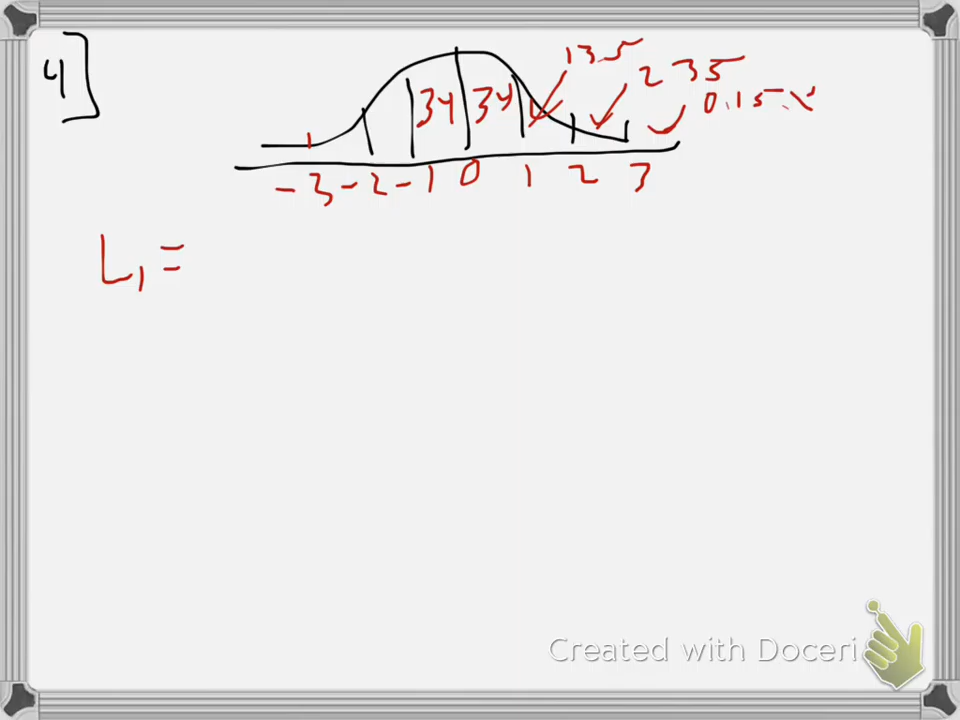 4]
13.5
2 35
0.15%
34 34
-3 -2 -1 0 1 2 3
L₁ =
Created with Doceri